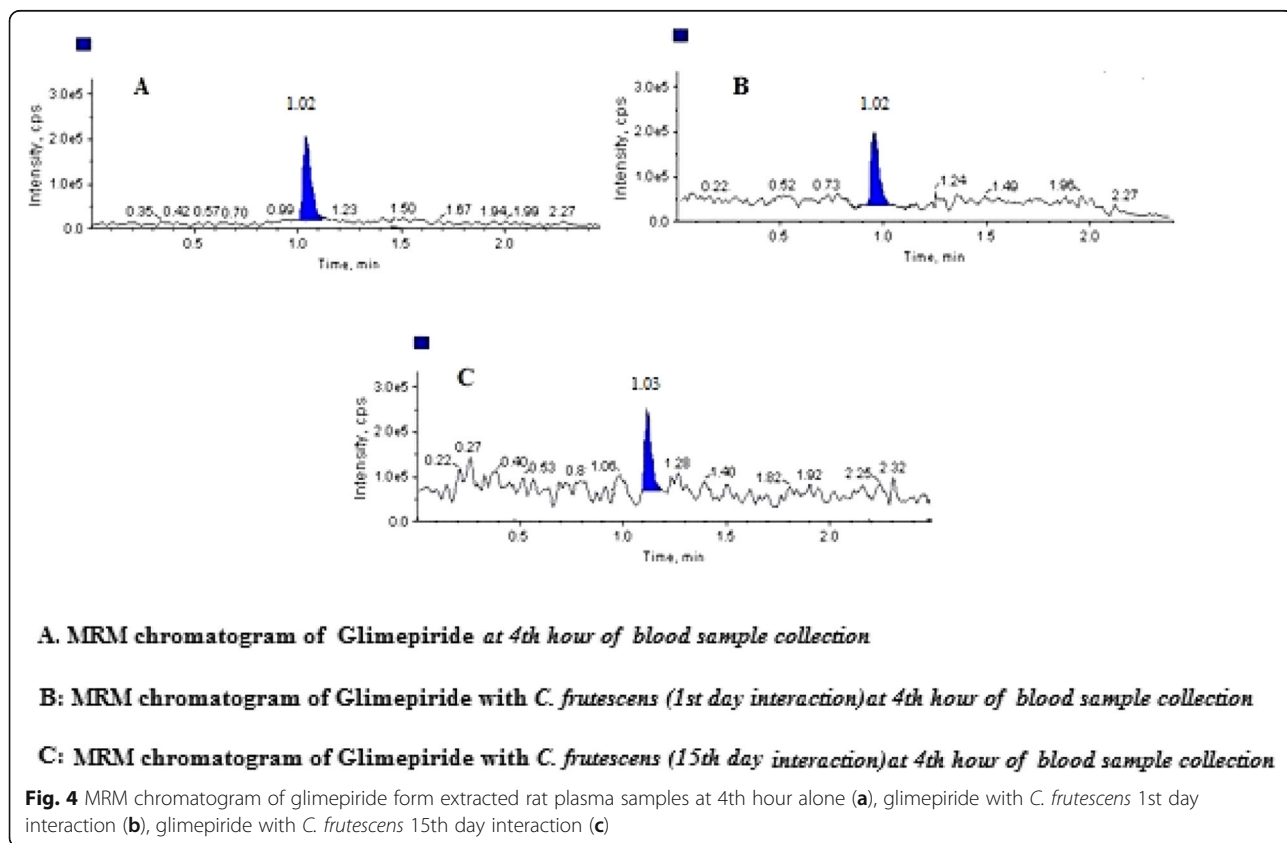 A
1.02
Intensity, cps
3.0e5
2.0e5
1.0e5
0.0
0.35 0.42 0.57 0.70 0.99 1.23 1.50 1.67 1.94 1.99 2.27
0.5 1.0 1.5 2.0
Time, min
B
1.02
Intensity, cps
3.0e5
2.0e5
1.0e5
0.0
0.22 0.52 0.73 1.24 1.49 1.96 2.27
0.5 1.0 1.5 2.0
Time, min
C
1.03
Intensity, cps
3.0e5
2.0e5
1.0e5
0.0
0.22 0.27 0.40 0.53 0.8 1.06 1.28 1.40 1.82 1.92 2.25 2.32
0.5 1.0 1.5 2.0
Time, min
A. MRM chromatogram of Glimepiride at 4th hour of blood sample collection
B: MRM chromatogram of Glimepiride with C. frutescens (1st day interaction)at 4th hour of blood sample collection
C: MRM chromatogram of Glimepiride with C. frutescens (15th day interaction)at 4th hour of blood sample collection
Fig. 4 MRM chromatogram of glimepiride form extracted rat plasma samples at 4th hour alone (a), glimepiride with C. frutescens 1st day
interaction (b), glimepiride with C. frutescens 15th day interaction (c)